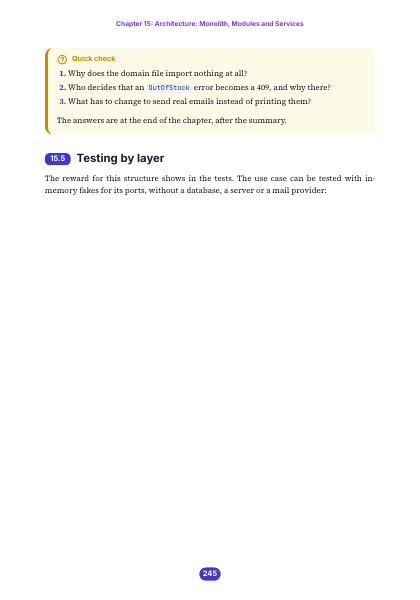 Chapter 15: Architecture: Monolith, Modules and Services
Quick check
1. Why does the domain file import nothing at all?
2. Who decides that an OutOfStock error becomes a 409, and why there?
3. What has to change to send real emails instead of printing them?
The answers are at the end of the chapter, after the summary.
15.5 Testing by layer
The reward for this structure shows in the tests. The use case can be tested with in-
memory fakes for its ports, without a database, a server or a mail provider:
245